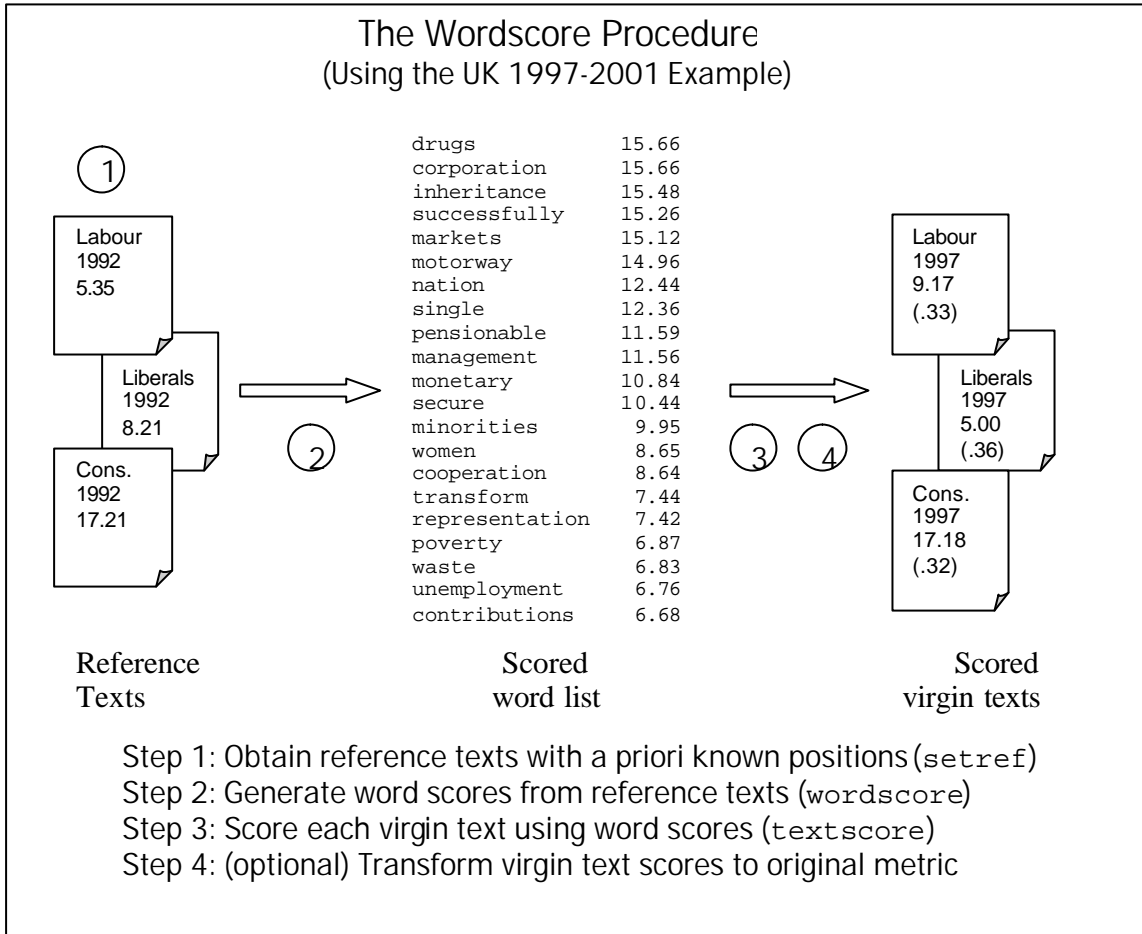 The Wordscore Procedure
(Using the UK 1997-2001 Example)
1
Labour
1992
5.35
Liberals
1992
8.21
Cons.
1992
17.21
Reference
Texts
2
drugs 15.66
corporation 15.66
inheritance 15.48
successfully 15.26
markets 15.12
motorway 14.96
nation 12.44
single 12.36
pensionable 11.59
management 11.56
monetary 10.84
secure 10.44
minorities 9.95
women 8.65
cooperation 8.64
transform 7.44
representation 7.42
poverty 6.87
waste 6.83
unemployment 6.76
contributions 6.68
Scored
word list
3 4
Labour
1997
9.17
(.33)
Liberals
1997
5.00
(.36)
Cons.
1997
17.18
(.32)
Scored
virgin texts
Step 1: Obtain reference texts with a priori known positions (setref)
Step 2: Generate word scores from reference texts (wordscore)
Step 3: Score each virgin text using word scores (textscore)
Step 4: (optional) Transform virgin text scores to original metric